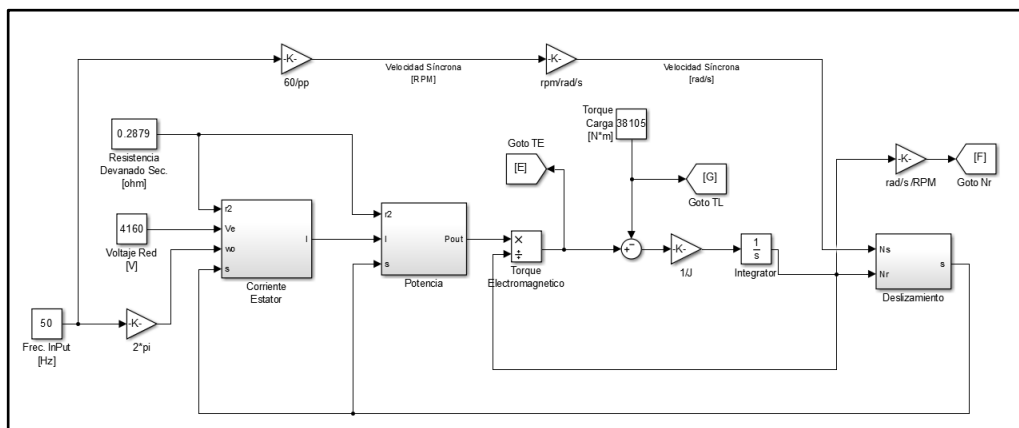 -K-
60/pp
Velocidad Síncrona
[RPM]
-K-
rpm/rad/s
Velocidad Síncrona
[rad/s]
0.2879
Resistencia
Devanado Sec.
[ohm]
4160
Voltaje Red
[V]
50
Frec. InPut
[Hz]
-K-
2*pi
r2
Ve
wo
s
I
Corriente
Estator
r2
I
s
Pout
Potencia
×
÷
Torque
Electromagnetico
Goto TE
[E]
Torque
Carga
[N*m]
38105
[G]
Goto TL
+
−
-K-
1/J
1
s
Integrator
-K-
rad/s /RPM
[F]
Goto Nr
Ns
Nr
s
Deslizamiento